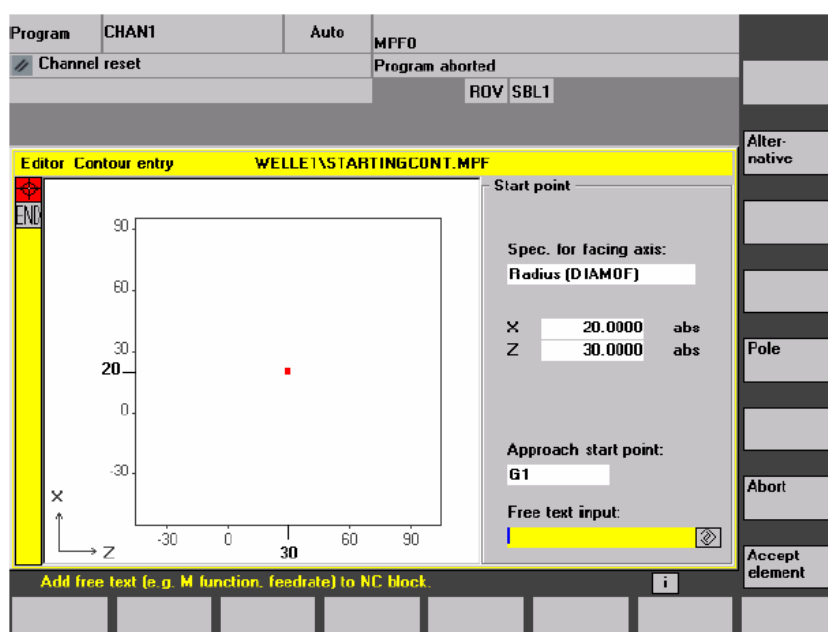 Program CHAN1 Auto MPF0
Channel reset Program aborted
ROV SBL1
Alter-
native
Editor Contour entry WELLE1\STARTINGCONT.MPF
END
Start point
90
60
30
20
0
-30
X
Z
-30 0 30 60 90
Spec. for facing axis:
Radius (DIAMOF)
X 20.0000 abs
Z 30.0000 abs
Pole
Approach start point:
G1
Abort
Free text input:
Accept
element
Add free text (e.g. M function, feedrate) to NC block.
i